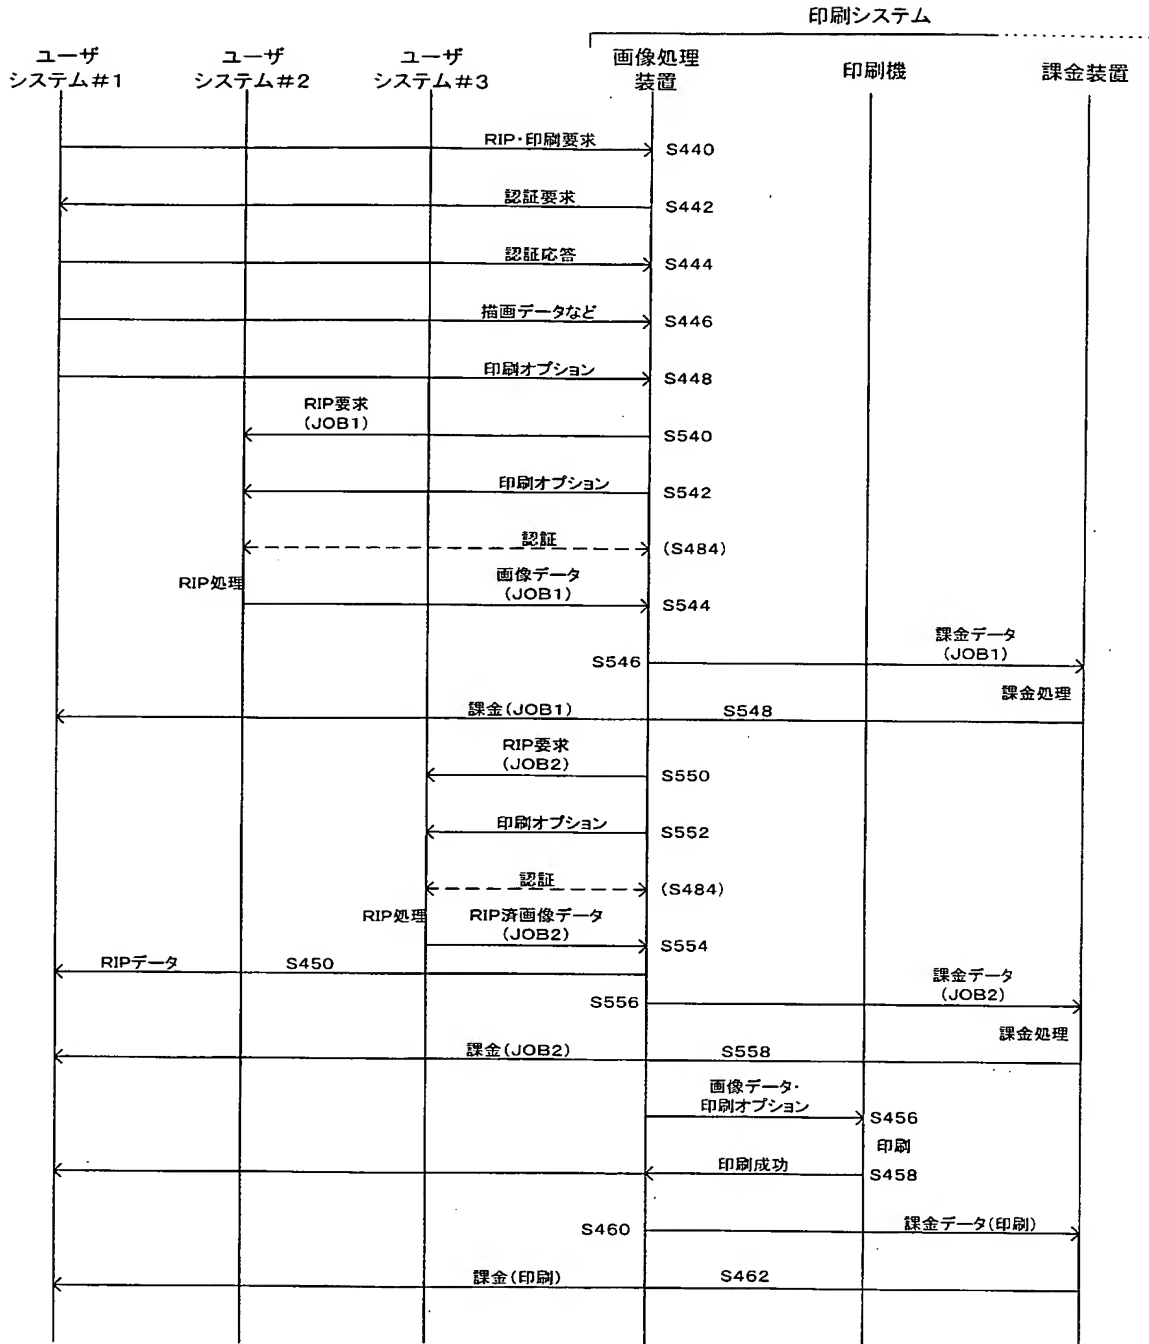 印刷システム
ユーザ
システム#1
ユーザ
システム#2
ユーザ
システム#3
画像処理
装置
印刷機
課金装置
RIP・印刷要求
S440
認証要求
S442
認証応答
S444
描画データなど
S446
印刷オプション
S448
RIP要求
(JOB1)
S540
印刷オプション
S542
認証
(S484)
RIP処理
画像データ
(JOB1)
S544
課金データ
(JOB1)
S546
課金処理
課金(JOB1)
S548
RIP要求
(JOB2)
S550
印刷オプション
S552
認証
(S484)
RIP処理
RIP済画像データ
(JOB2)
S554
RIPデータ
S450
課金データ
(JOB2)
S556
課金処理
課金(JOB2)
S558
画像データ・
印刷オプション
S456
印刷
印刷成功
S458
S460
課金データ(印刷)
課金(印刷)
S462